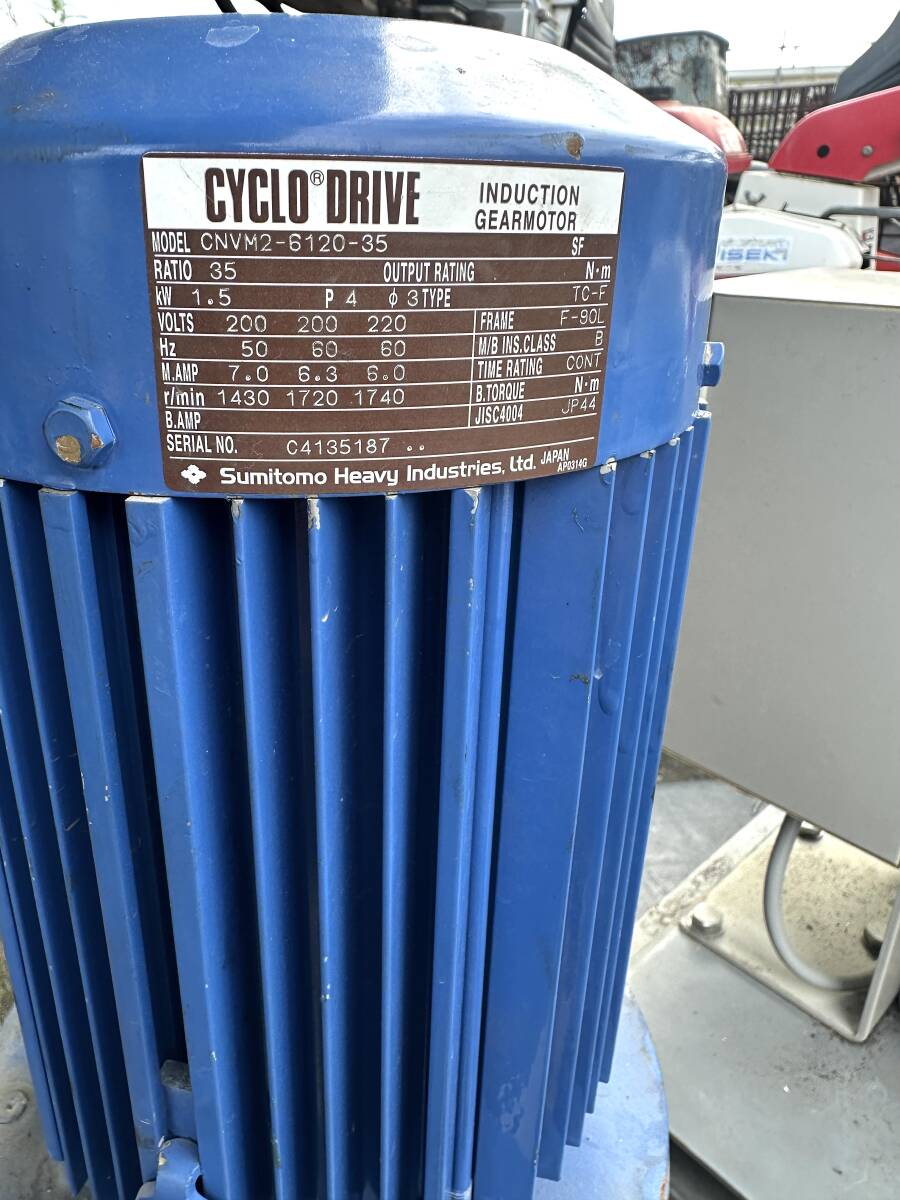 CYCLO® DRIVE INDUCTION GEARMOTOR
MODEL CNVM2-6120-35 SF
RATIO 35 OUTPUT RATING N·m
kW 1.5 P 4 φ 3 TYPE TC-F
VOLTS 200 200 220 FRAME F-90L
Hz 50 60 60 M/B INS.CLASS B
M.AMP 7.0 6.3 6.0 TIME RATING CONT
r/min 1430 1720 1740 B.TORQUE N·m
B.AMP JISC4004 JP44
SERIAL NO. C4135187 ..
Sumitomo Heavy Industries, Ltd. JAPAN
AP0314G
ISEKI